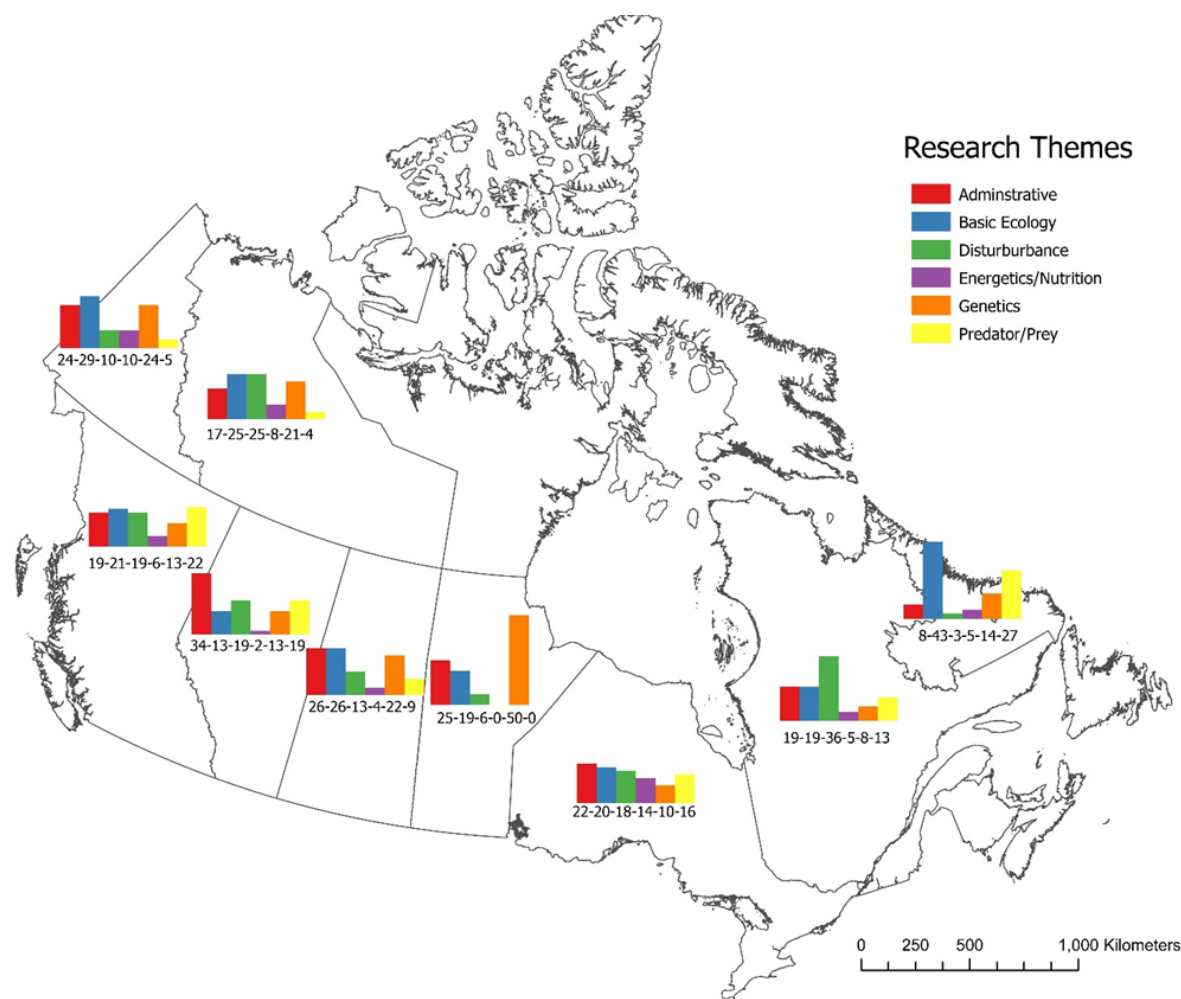 Research Themes
Adminstrative
Basic Ecology
Disturburbance
Energetics/Nutrition
Genetics
Predator/Prey
24-29-10-10-24-5
17-25-25-8-21-4
19-21-19-6-13-22
34-13-19-2-13-19
26-26-13-4-22-9
25-19-6-0-50-0
22-20-18-14-10-16
19-19-36-5-8-13
8-43-3-5-14-27
0 250 500 1,000 Kilometers